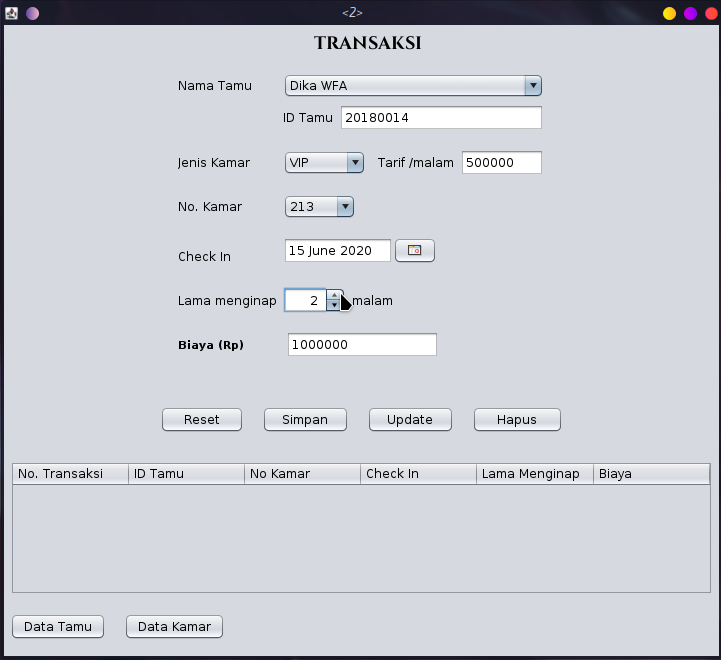 <2>
TRANSAKSI
Nama Tamu Dika WFA
ID Tamu 20180014
Jenis Kamar VIP Tarif /malam 500000
No. Kamar 213
Check In 15 June 2020
Lama menginap 2 malam
Biaya (Rp) 1000000
Reset Simpan Update Hapus
No. Transaksi ID Tamu No Kamar Check In Lama Menginap Biaya
Data Tamu Data Kamar